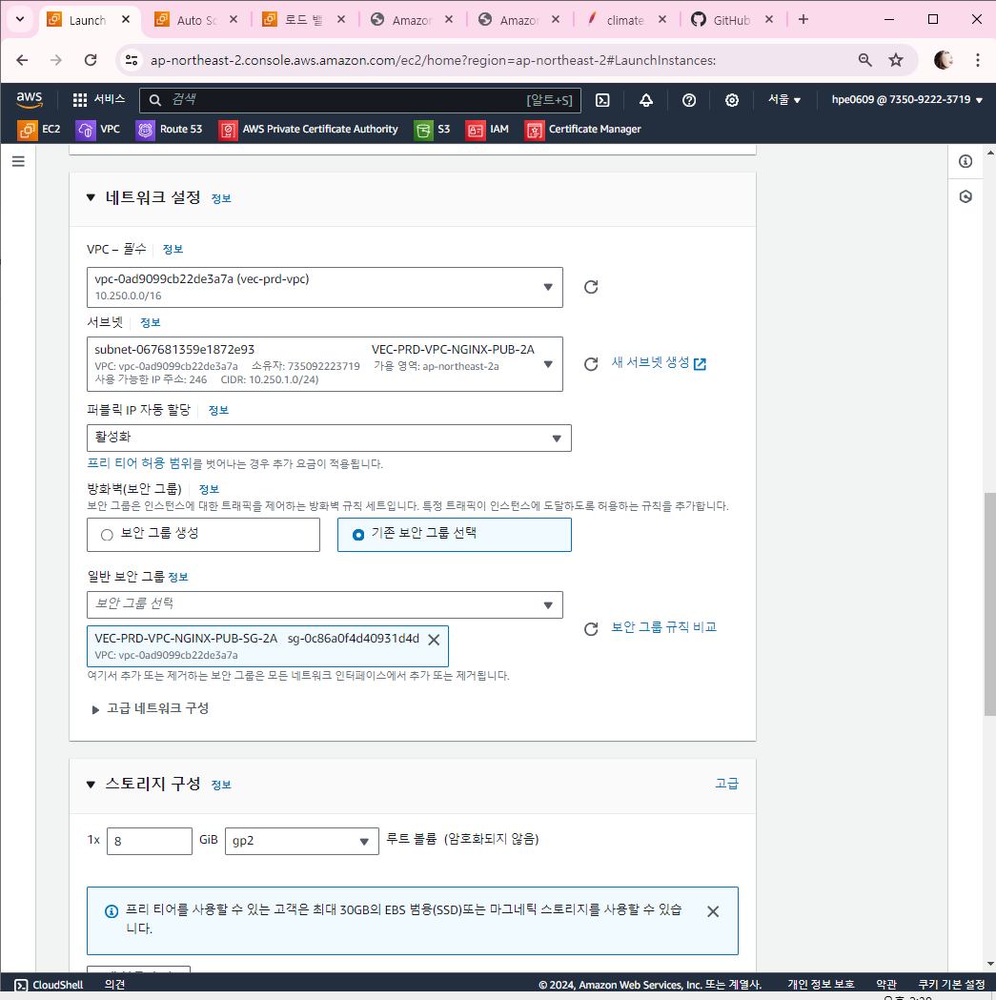 Launch
Auto Sc
로드 밸
Amazon
Amazon
climate
GitHub
ap-northeast-2.console.aws.amazon.com/ec2/home?region=ap-northeast-2#LaunchInstances:
aws
서비스
검색
[알트+S]
서울
hpe0609 @ 7350-9222-3719
EC2
VPC
Route 53
AWS Private Certificate Authority
S3
IAM
Certificate Manager
네트워크 설정 정보
VPC – 필수 정보
vpc-0ad9099cb22de3a7a (vec-prd-vpc)
10.250.0.0/16
서브넷 정보
subnet-067681359e1872e93 VEC-PRD-VPC-NGINX-PUB-2A
VPC: vpc-0ad9099cb22de3a7a 소유자: 735092223719 가용 영역: ap-northeast-2a
사용 가능한 IP 주소: 246 CIDR: 10.250.1.0/24)
새 서브넷 생성
퍼블릭 IP 자동 할당 정보
활성화
프리 티어 허용 범위를 벗어나는 경우 추가 요금이 적용됩니다.
방화벽(보안 그룹) 정보
보안 그룹은 인스턴스에 대한 트래픽을 제어하는 방화벽 규칙 세트입니다. 특정 트래픽이 인스턴스에 도달하도록 허용하는 규칙을 추가합니다.
보안 그룹 생성
기존 보안 그룹 선택
일반 보안 그룹 정보
보안 그룹 선택
VEC-PRD-VPC-NGINX-PUB-SG-2A sg-0c86a0f4d40931d4d
VPC: vpc-0ad9099cb22de3a7a
보안 그룹 규칙 비교
여기서 추가 또는 제거하는 보안 그룹은 모든 네트워크 인터페이스에서 추가 또는 제거됩니다.
고급 네트워크 구성
스토리지 구성 정보
고급
1x 8 GiB gp2 루트 볼륨 (암호화되지 않음)
프리 티어를 사용할 수 있는 고객은 최대 30GB의 EBS 범용(SSD)또는 마그네틱 스토리지를 사용할 수 있습
니다.
CloudShell
의견
© 2024, Amazon Web Services, Inc. 또는 계열사.
개인 정보 보호
약관
쿠키 기본 설정